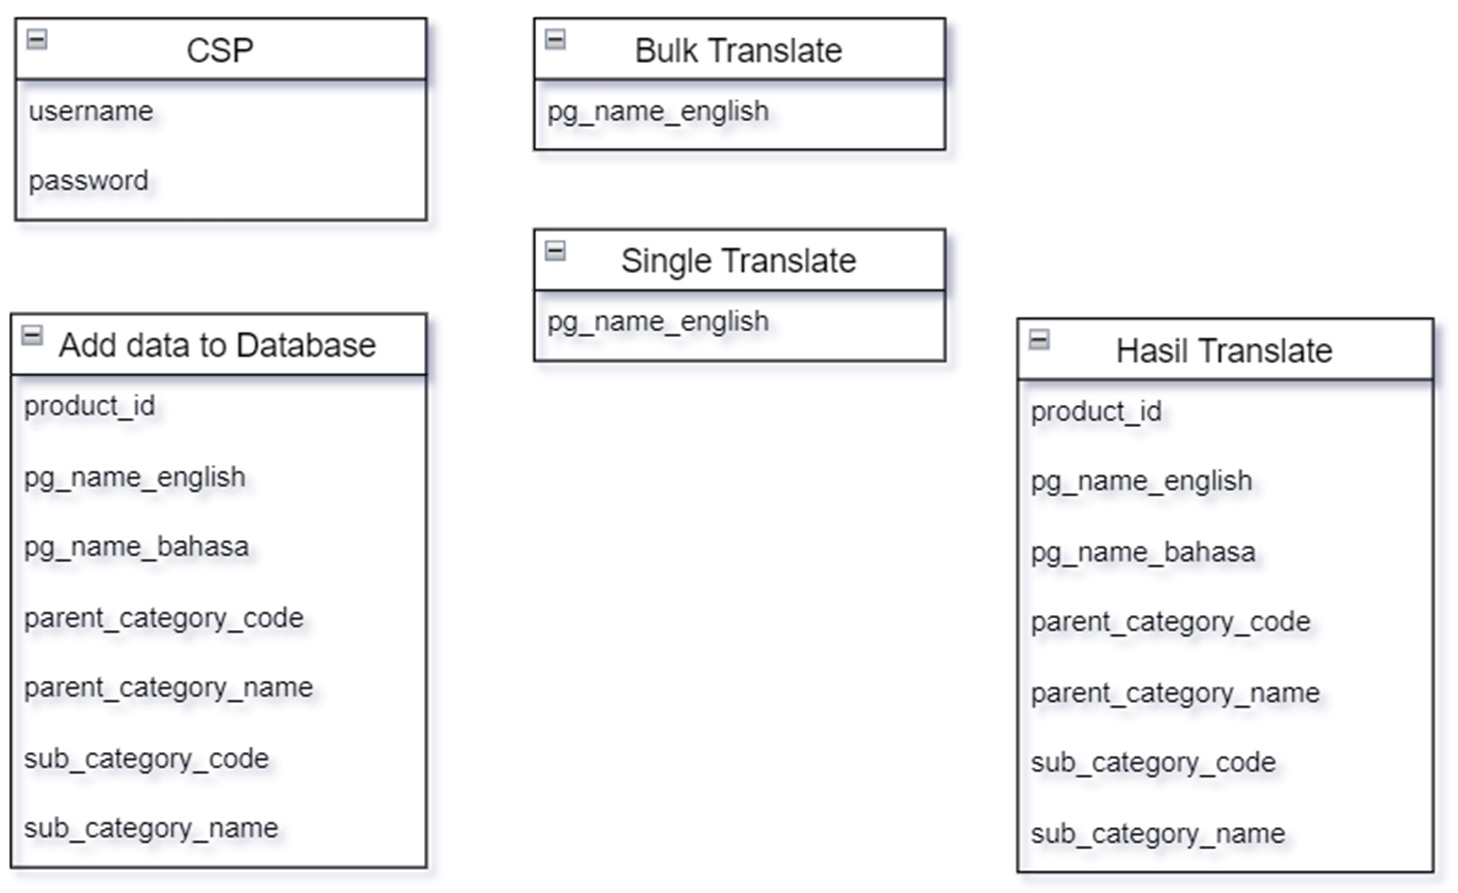 CSP
username
password
Bulk Translate
pg_name_english
Single Translate
pg_name_english
Add data to Database
product_id
pg_name_english
pg_name_bahasa
parent_category_code
parent_category_name
sub_category_code
sub_category_name
Hasil Translate
product_id
pg_name_english
pg_name_bahasa
parent_category_code
parent_category_name
sub_category_code
sub_category_name